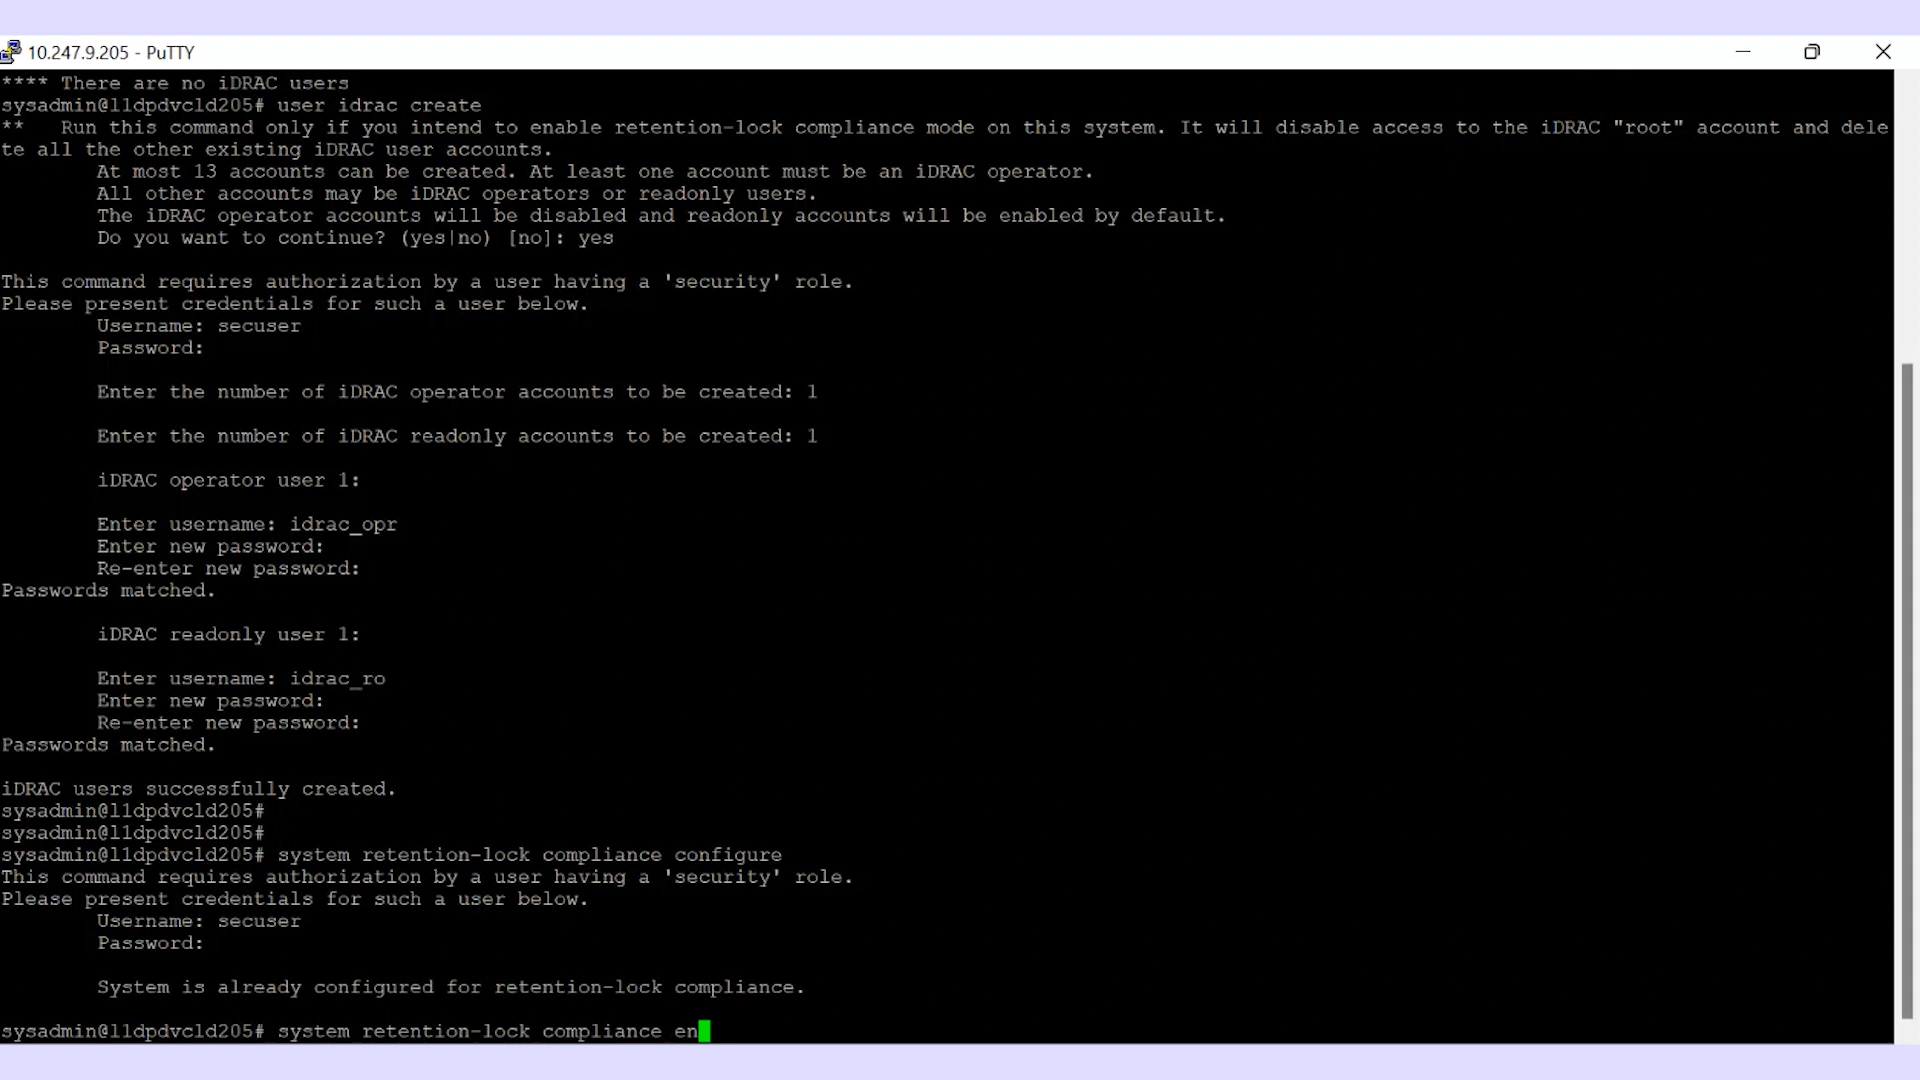 10.247.9.205 - PuTTY
**** There are no iDRAC users
sysadmin@lldpdvcld205# user idrac create
**   Run this command only if you intend to enable retention-lock compliance mode on this system. It will disable access to the iDRAC "root" account and dele
te all the other existing iDRAC user accounts.
At most 13 accounts can be created. At least one account must be an iDRAC operator.
All other accounts may be iDRAC operators or readonly users.
The iDRAC operator accounts will be disabled and readonly accounts will be enabled by default.
Do you want to continue? (yes|no) [no]: yes
This command requires authorization by a user having a 'security' role.
Please present credentials for such a user below.
Username: secuser
Password:
Enter the number of iDRAC operator accounts to be created: 1
Enter the number of iDRAC readonly accounts to be created: 1
iDRAC operator user 1:
Enter username: idrac_opr
Enter new password:
Re-enter new password:
Passwords matched.
iDRAC readonly user 1:
Enter username: idrac_ro
Enter new password:
Re-enter new password:
Passwords matched.
iDRAC users successfully created.
sysadmin@lldpdvcld205#
sysadmin@lldpdvcld205#
sysadmin@lldpdvcld205# system retention-lock compliance configure
This command requires authorization by a user having a 'security' role.
Please present credentials for such a user below.
Username: secuser
Password:
System is already configured for retention-lock compliance.
sysadmin@lldpdvcld205# system retention-lock compliance en